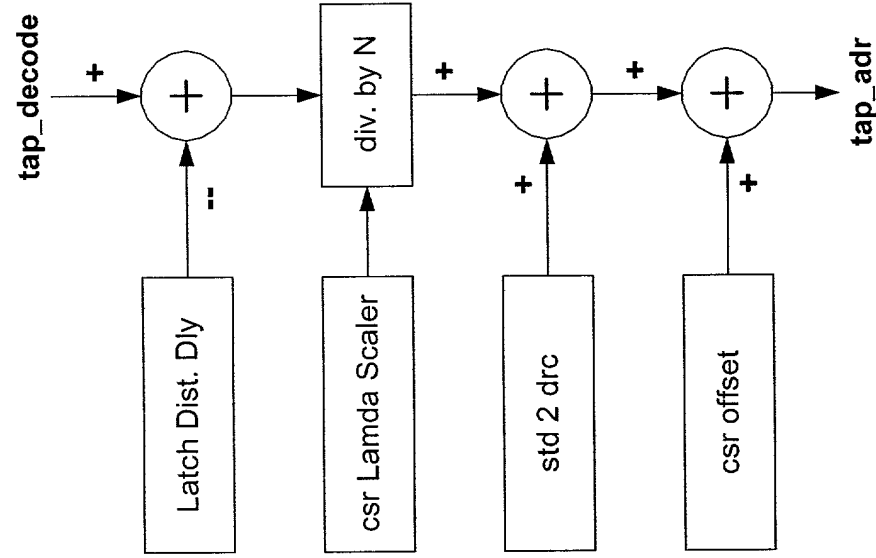 tap_decode
+
+
--
Latch Dist. Dly
div. by N
csr Lamda Scaler
+
+
+
std 2 drc
+
+
+
csr offset
tap_adr